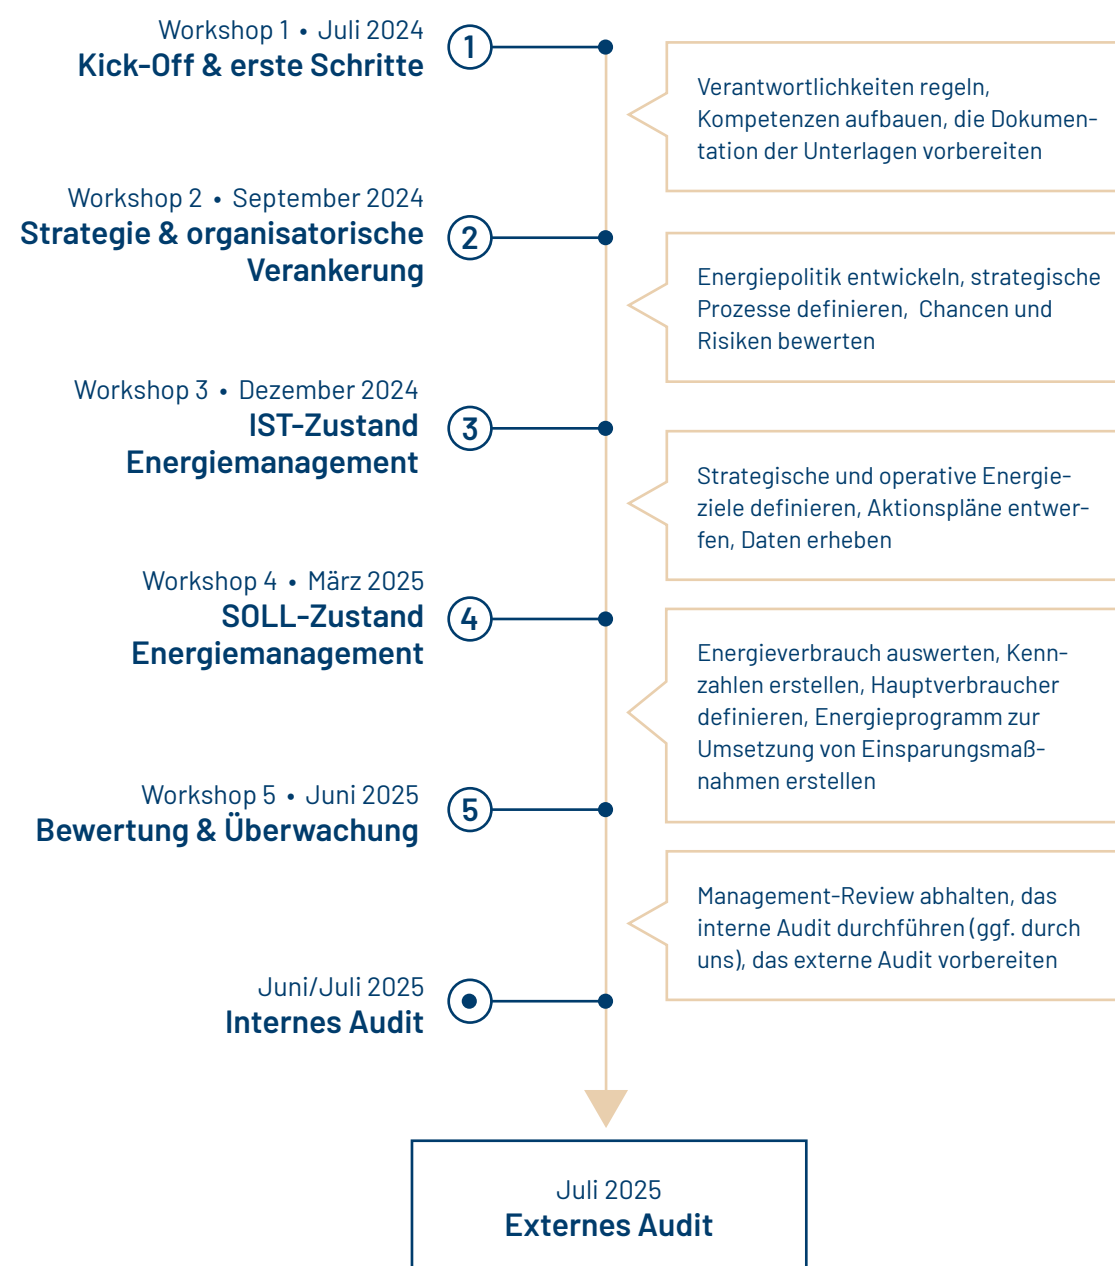 Workshop 1 • Juli 2024
Kick-Off & erste Schritte
1
Verantwortlichkeiten regeln,
Kompetenzen aufbauen, die Dokumen-
tation der Unterlagen vorbereiten
Workshop 2 • September 2024
Strategie & organisatorische
Verankerung
2
Energiepolitik entwickeln, strategische
Prozesse definieren, Chancen und
Risiken bewerten
Workshop 3 • Dezember 2024
IST-Zustand
Energiemanagement
3
Strategische und operative Energie-
ziele definieren, Aktionspläne entwer-
fen, Daten erheben
Workshop 4 • März 2025
SOLL-Zustand
Energiemanagement
4
Energieverbrauch auswerten, Kenn-
zahlen erstellen, Hauptverbraucher
definieren, Energieprogramm zur
Umsetzung von Einsparungsmaß-
nahmen erstellen
Workshop 5 • Juni 2025
Bewertung & Überwachung
5
Management-Review abhalten, das
interne Audit durchführen (ggf. durch
uns), das externe Audit vorbereiten
Juni/Juli 2025
Internes Audit
Juli 2025
Externes Audit